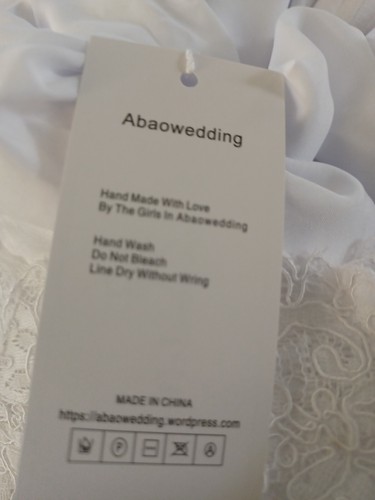 Abaowedding
Hand Made With Love
By The Girls In Abaowedding
Hand Wash
Do Not Bleach
Line Dry Without Wring
MADE IN CHINA
https://abaowedding.wordpress.com